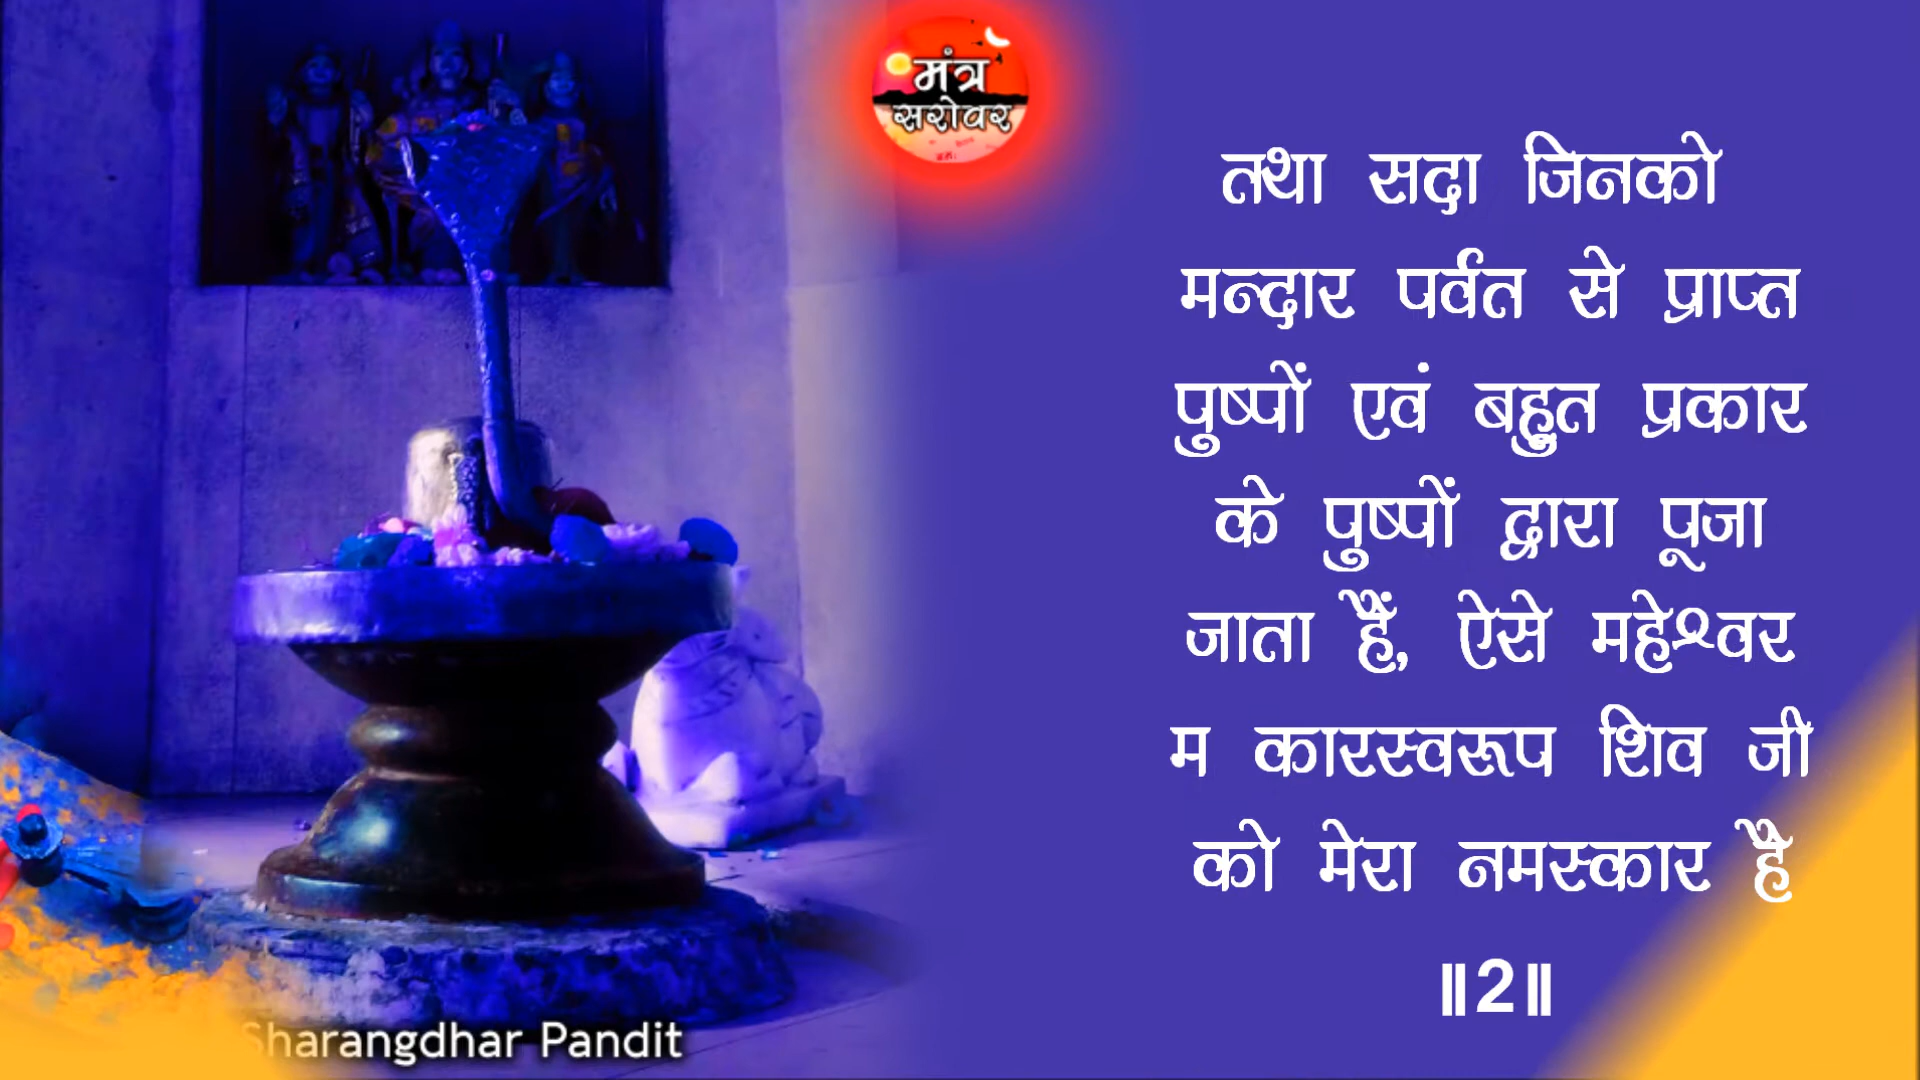 मंत्र
सरोवर
तथा सदा जिनको
मन्दार पर्वत से प्राप्त
पुष्पों एवं बहुत प्रकार
के पुष्पों द्वारा पूजा
जाता हैं, ऐसे महेश्वर
म कारस्वरूप शिव जी
को मेरा नमस्कार है
॥2॥
Sharangdhar Pandit